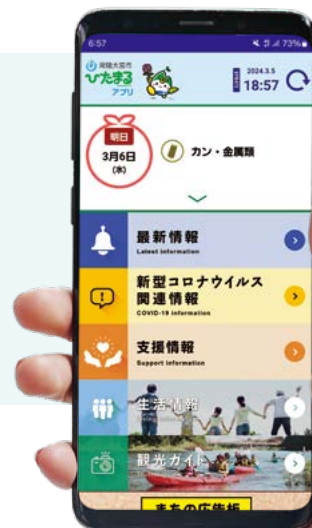 6:57
73%
常陸大宮市
ひたまる
アプリ
2024.3.5
18:57
明日
3月6日
(水)
カン・金属類
最新情報
Latest information
新型コロナウイルス
関連情報
COVID-19 information
支援情報
Support information
生活情報
観光ガイド
まちの広告板